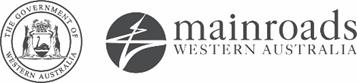 THE GOVERNMENT OF
WESTERN AUSTRALIA
mainroads
WESTERN AUSTRALIA